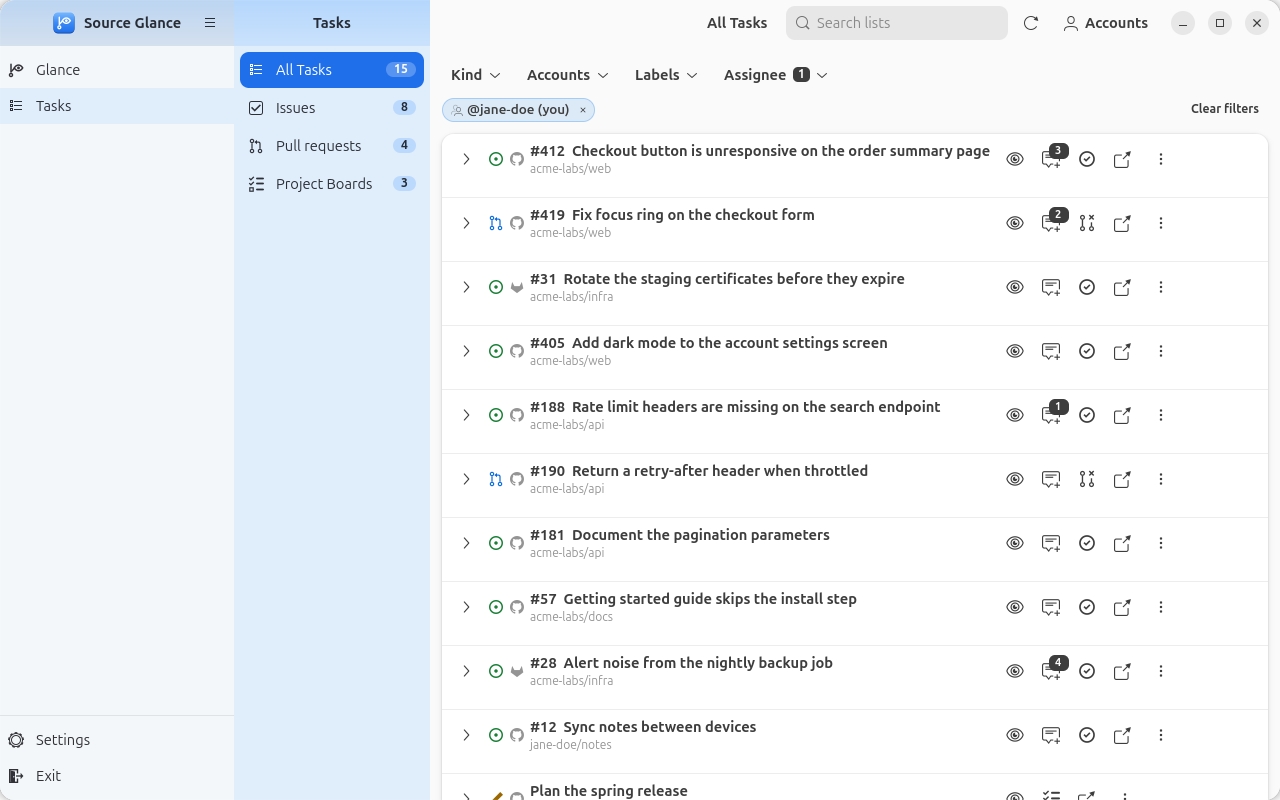 Source Glance
Tasks
All Tasks
Search lists
Accounts
Glance
Tasks
Settings
Exit
All Tasks 15
Issues 8
Pull requests 4
Project Boards 3
Kind
Accounts
Labels
Assignee 1
@jane-doe (you) ×
Clear filters
#412 Checkout button is unresponsive on the order summary page
acme-labs/web
3
#419 Fix focus ring on the checkout form
acme-labs/web
2
#31 Rotate the staging certificates before they expire
acme-labs/infra
#405 Add dark mode to the account settings screen
acme-labs/web
#188 Rate limit headers are missing on the search endpoint
acme-labs/api
1
#190 Return a retry-after header when throttled
acme-labs/api
#181 Document the pagination parameters
acme-labs/api
#57 Getting started guide skips the install step
acme-labs/docs
#28 Alert noise from the nightly backup job
acme-labs/infra
4
#12 Sync notes between devices
jane-doe/notes
Plan the spring release